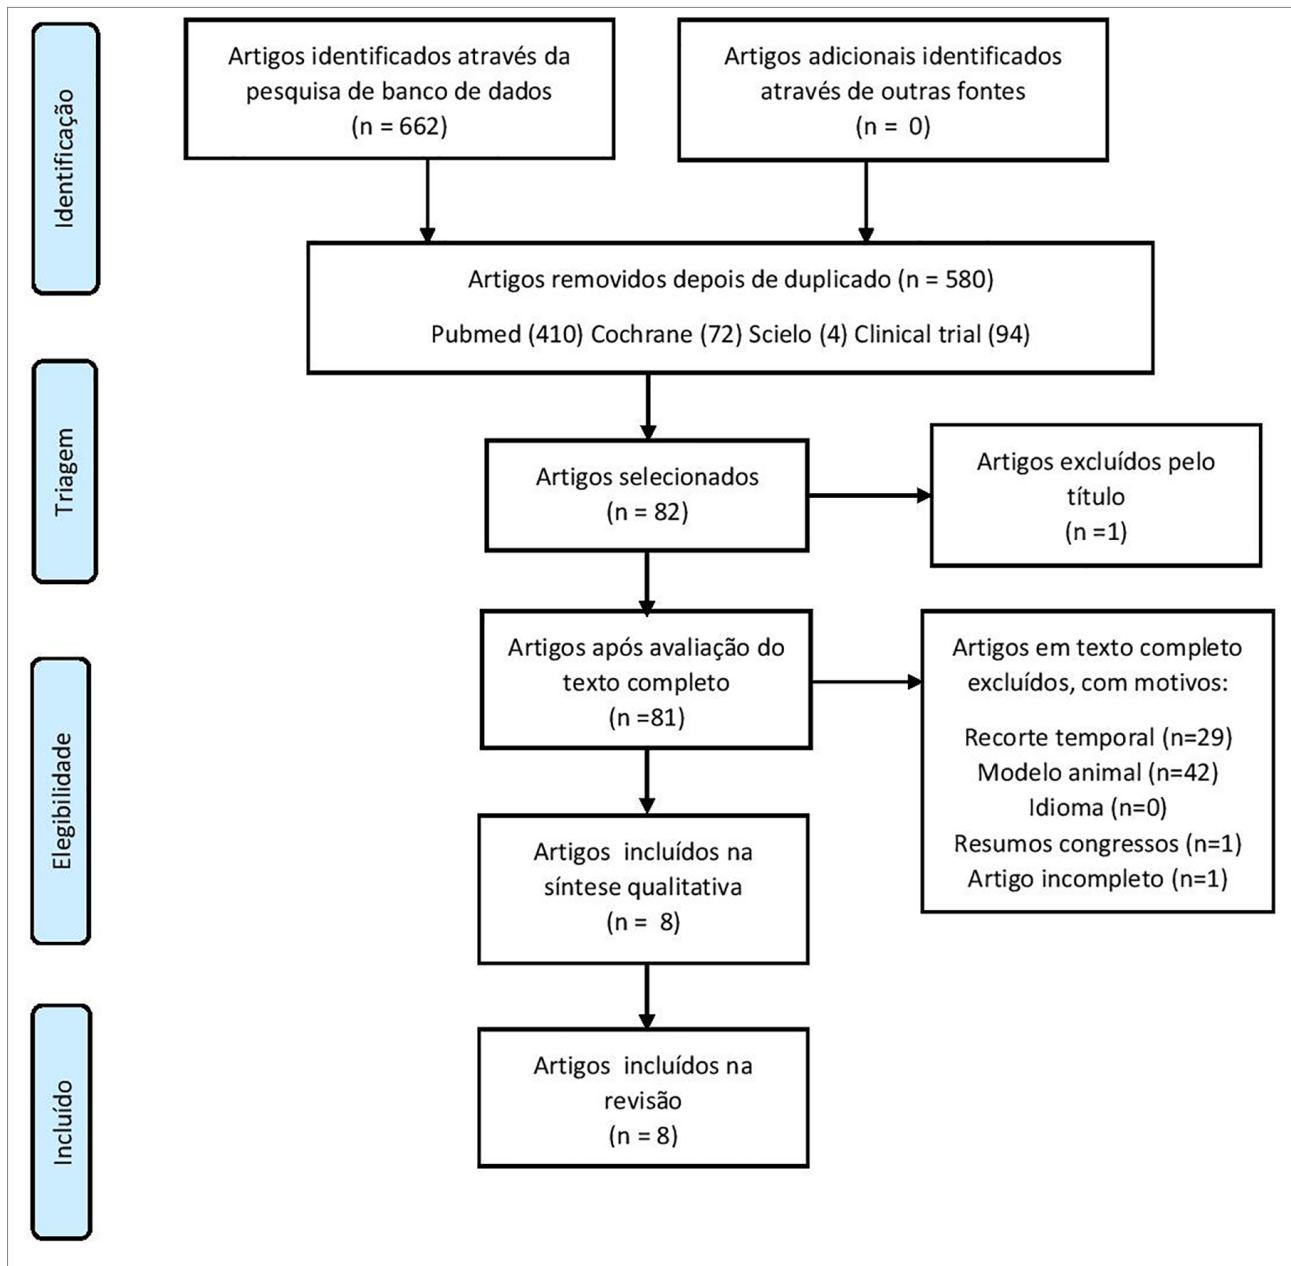 Identificação
Artigos identificados através da
pesquisa de banco de dados
(n = 662)
Artigos adicionais identificados
através de outras fontes
(n =  0)
Artigos removidos depois de duplicado (n = 580)
Pubmed (410) Cochrane (72) Scielo (4) Clinical trial (94)
Triagem
Artigos selecionados
(n = 82)
Artigos excluídos pelo
título
(n =1)
Elegibilidade
Artigos após avaliação do
texto completo
(n =81)
Artigos em texto completo
excluídos, com motivos:
Recorte temporal (n=29)
Modelo animal (n=42)
Idioma (n=0)
Resumos congressos (n=1)
Artigo incompleto (n=1)
Artigos  incluídos na
síntese qualitativa
(n =  8)
Incluído
Artigos  incluídos na
revisão
(n = 8)